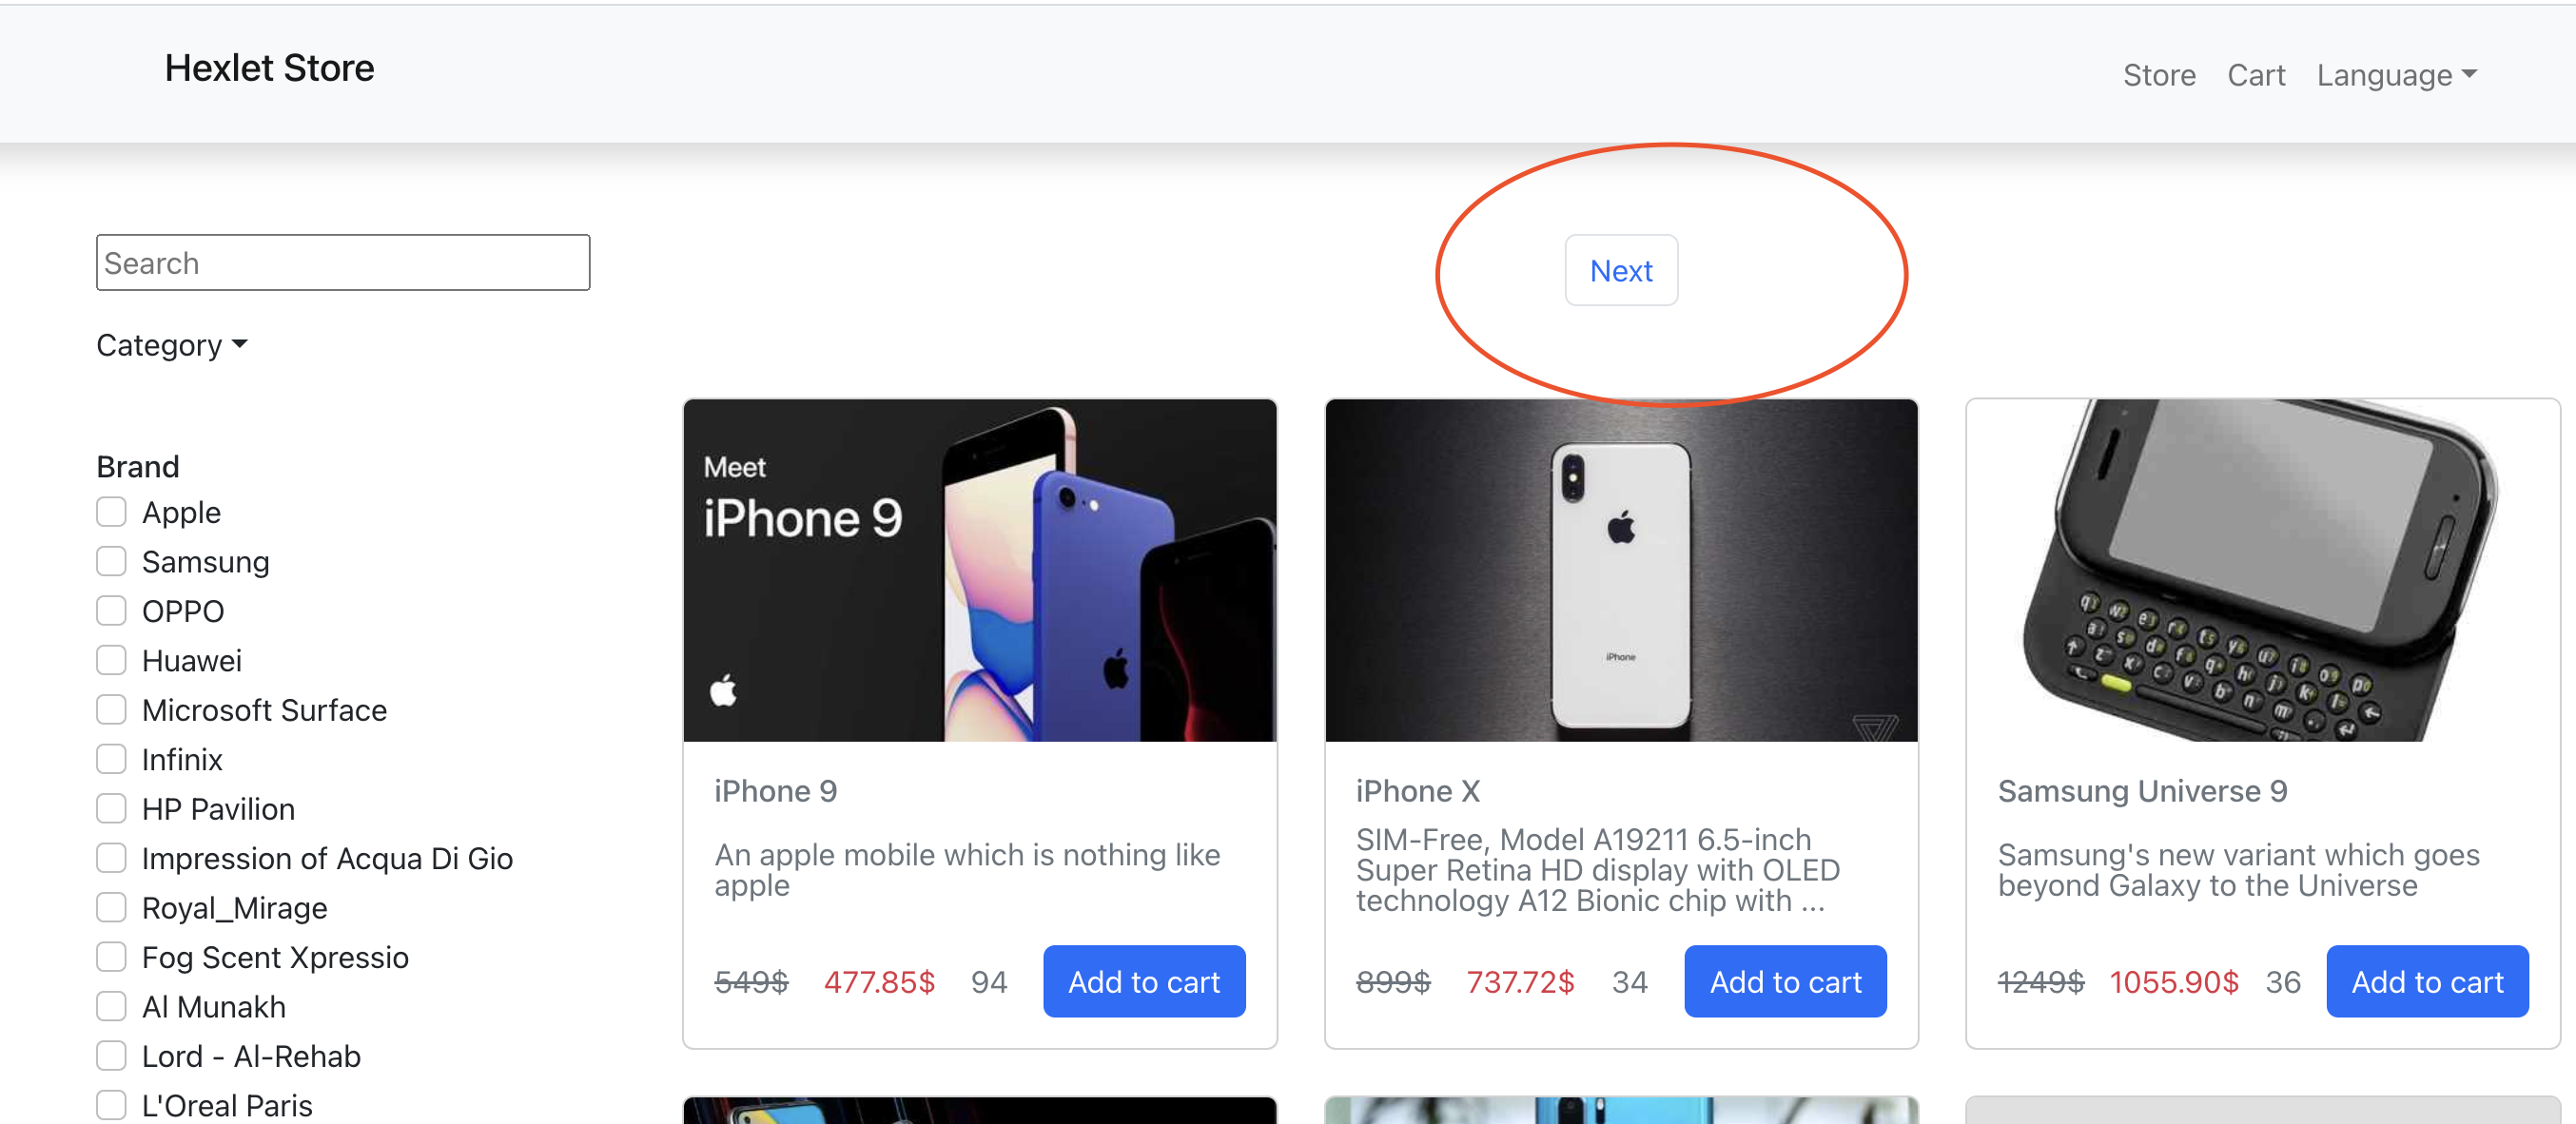 Hexlet Store
Store Cart Language
Search
Next
Category
Brand
Apple
Samsung
OPPO
Huawei
Microsoft Surface
Infinix
HP Pavilion
Impression of Acqua Di Gio
Royal_Mirage
Fog Scent Xpressio
Al Munakh
Lord - Al-Rehab
L'Oreal Paris
Meet
iPhone 9
iPhone 9
An apple mobile which is nothing like
apple
549$ 477.85$ 94 Add to cart
iPhone
iPhone X
SIM-Free, Model A19211 6.5-inch
Super Retina HD display with OLED
technology A12 Bionic chip with ...
899$ 737.72$ 34 Add to cart
Samsung Universe 9
Samsung's new variant which goes
beyond Galaxy to the Universe
1249$ 1055.90$ 36 Add to cart